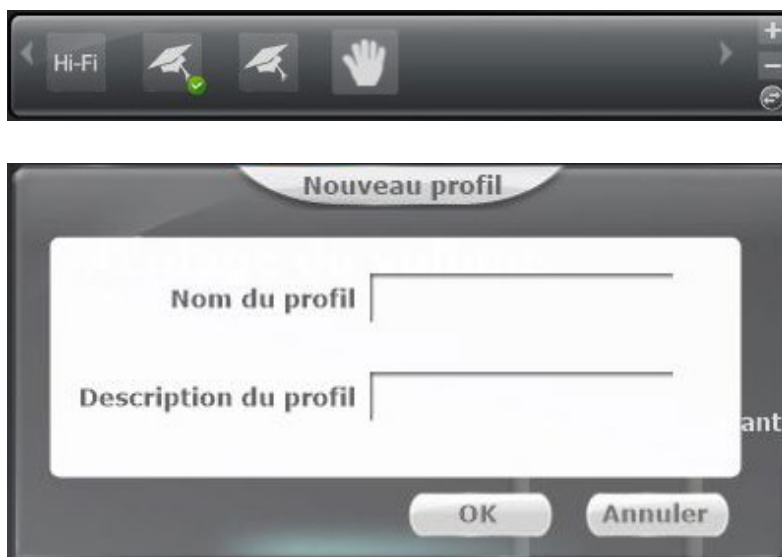 Hi-Fi
Nouveau profil
Nom du profil
Description du profil
ant
OK
Annuler